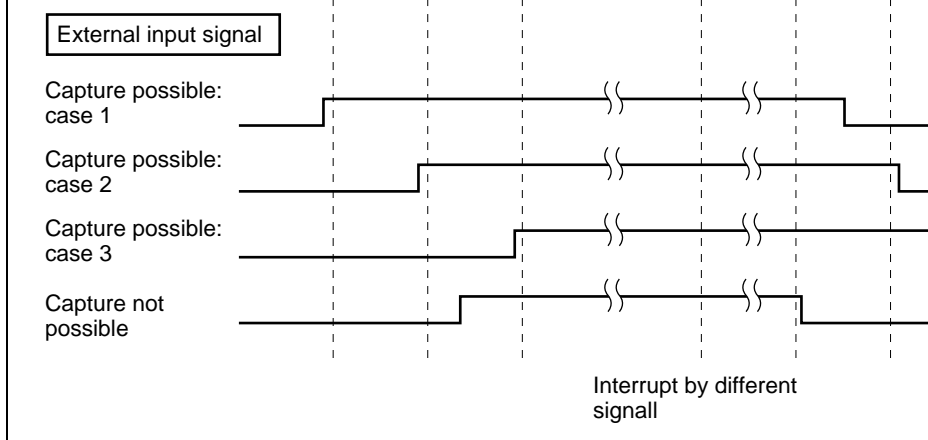 External input signal
Capture possible:
case 1
Capture possible:
case 2
Capture possible:
case 3
Capture not
possible
Interrupt by different
signall